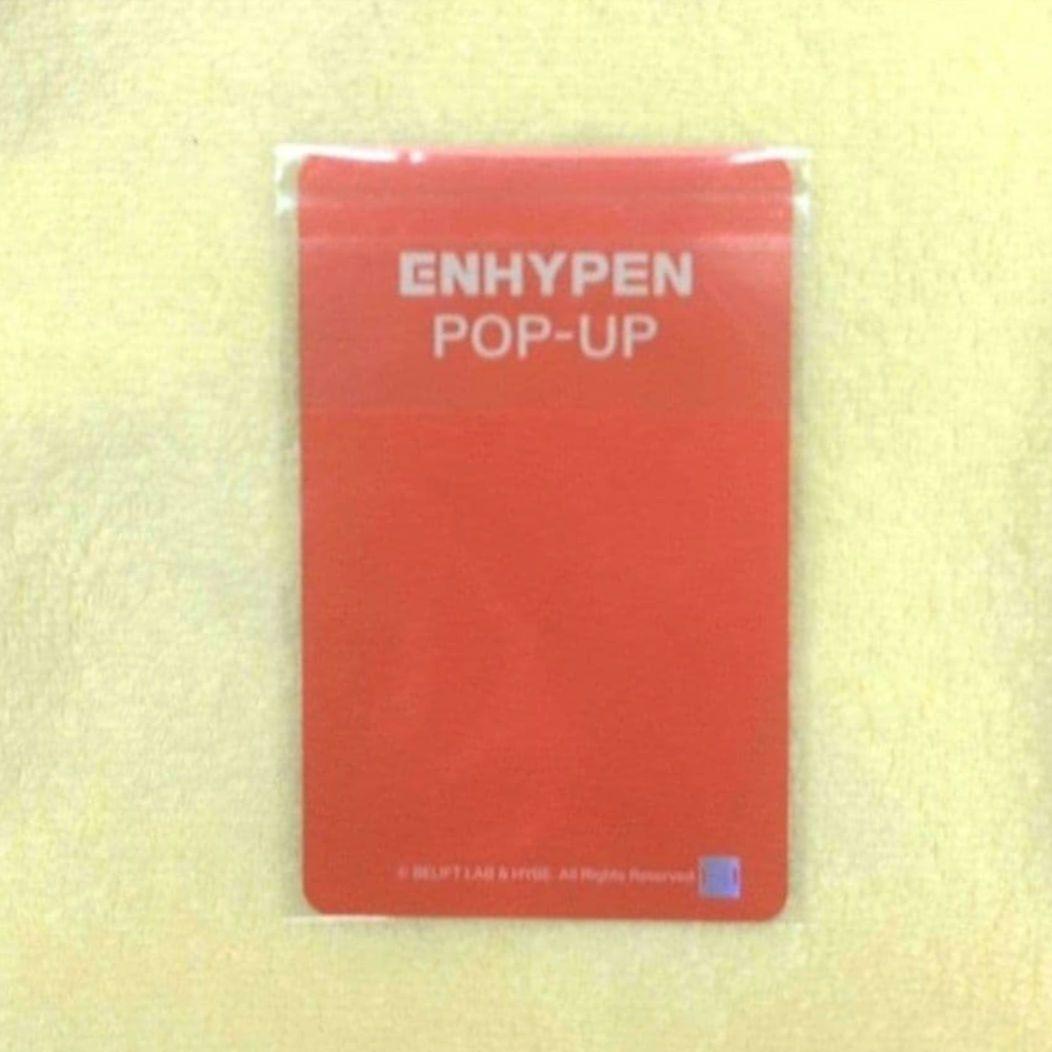 ENHYPEN
POP-UP
© BELIFT LAB & HYBE. All Rights Reserved